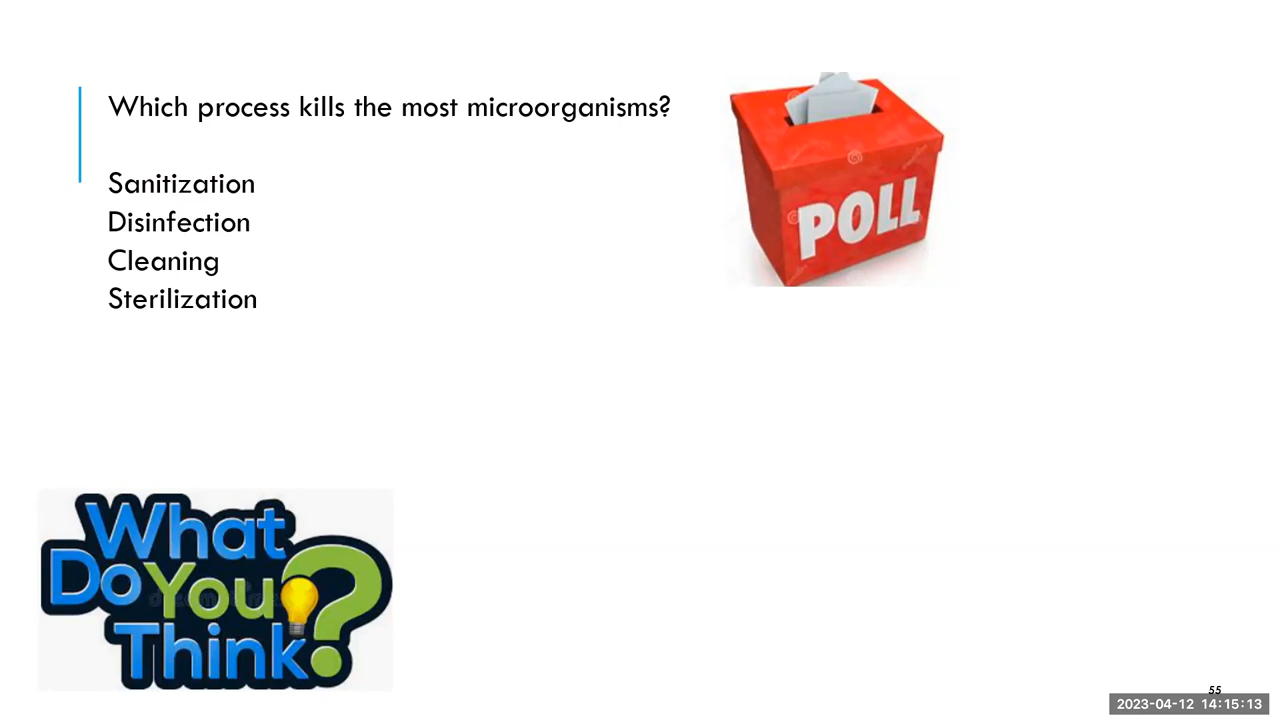 Which process kills the most microorganisms?
Sanitization
Disinfection
Cleaning
Sterilization
POLL
What
Do You
Think?
55
2023-04-12 14:15:13